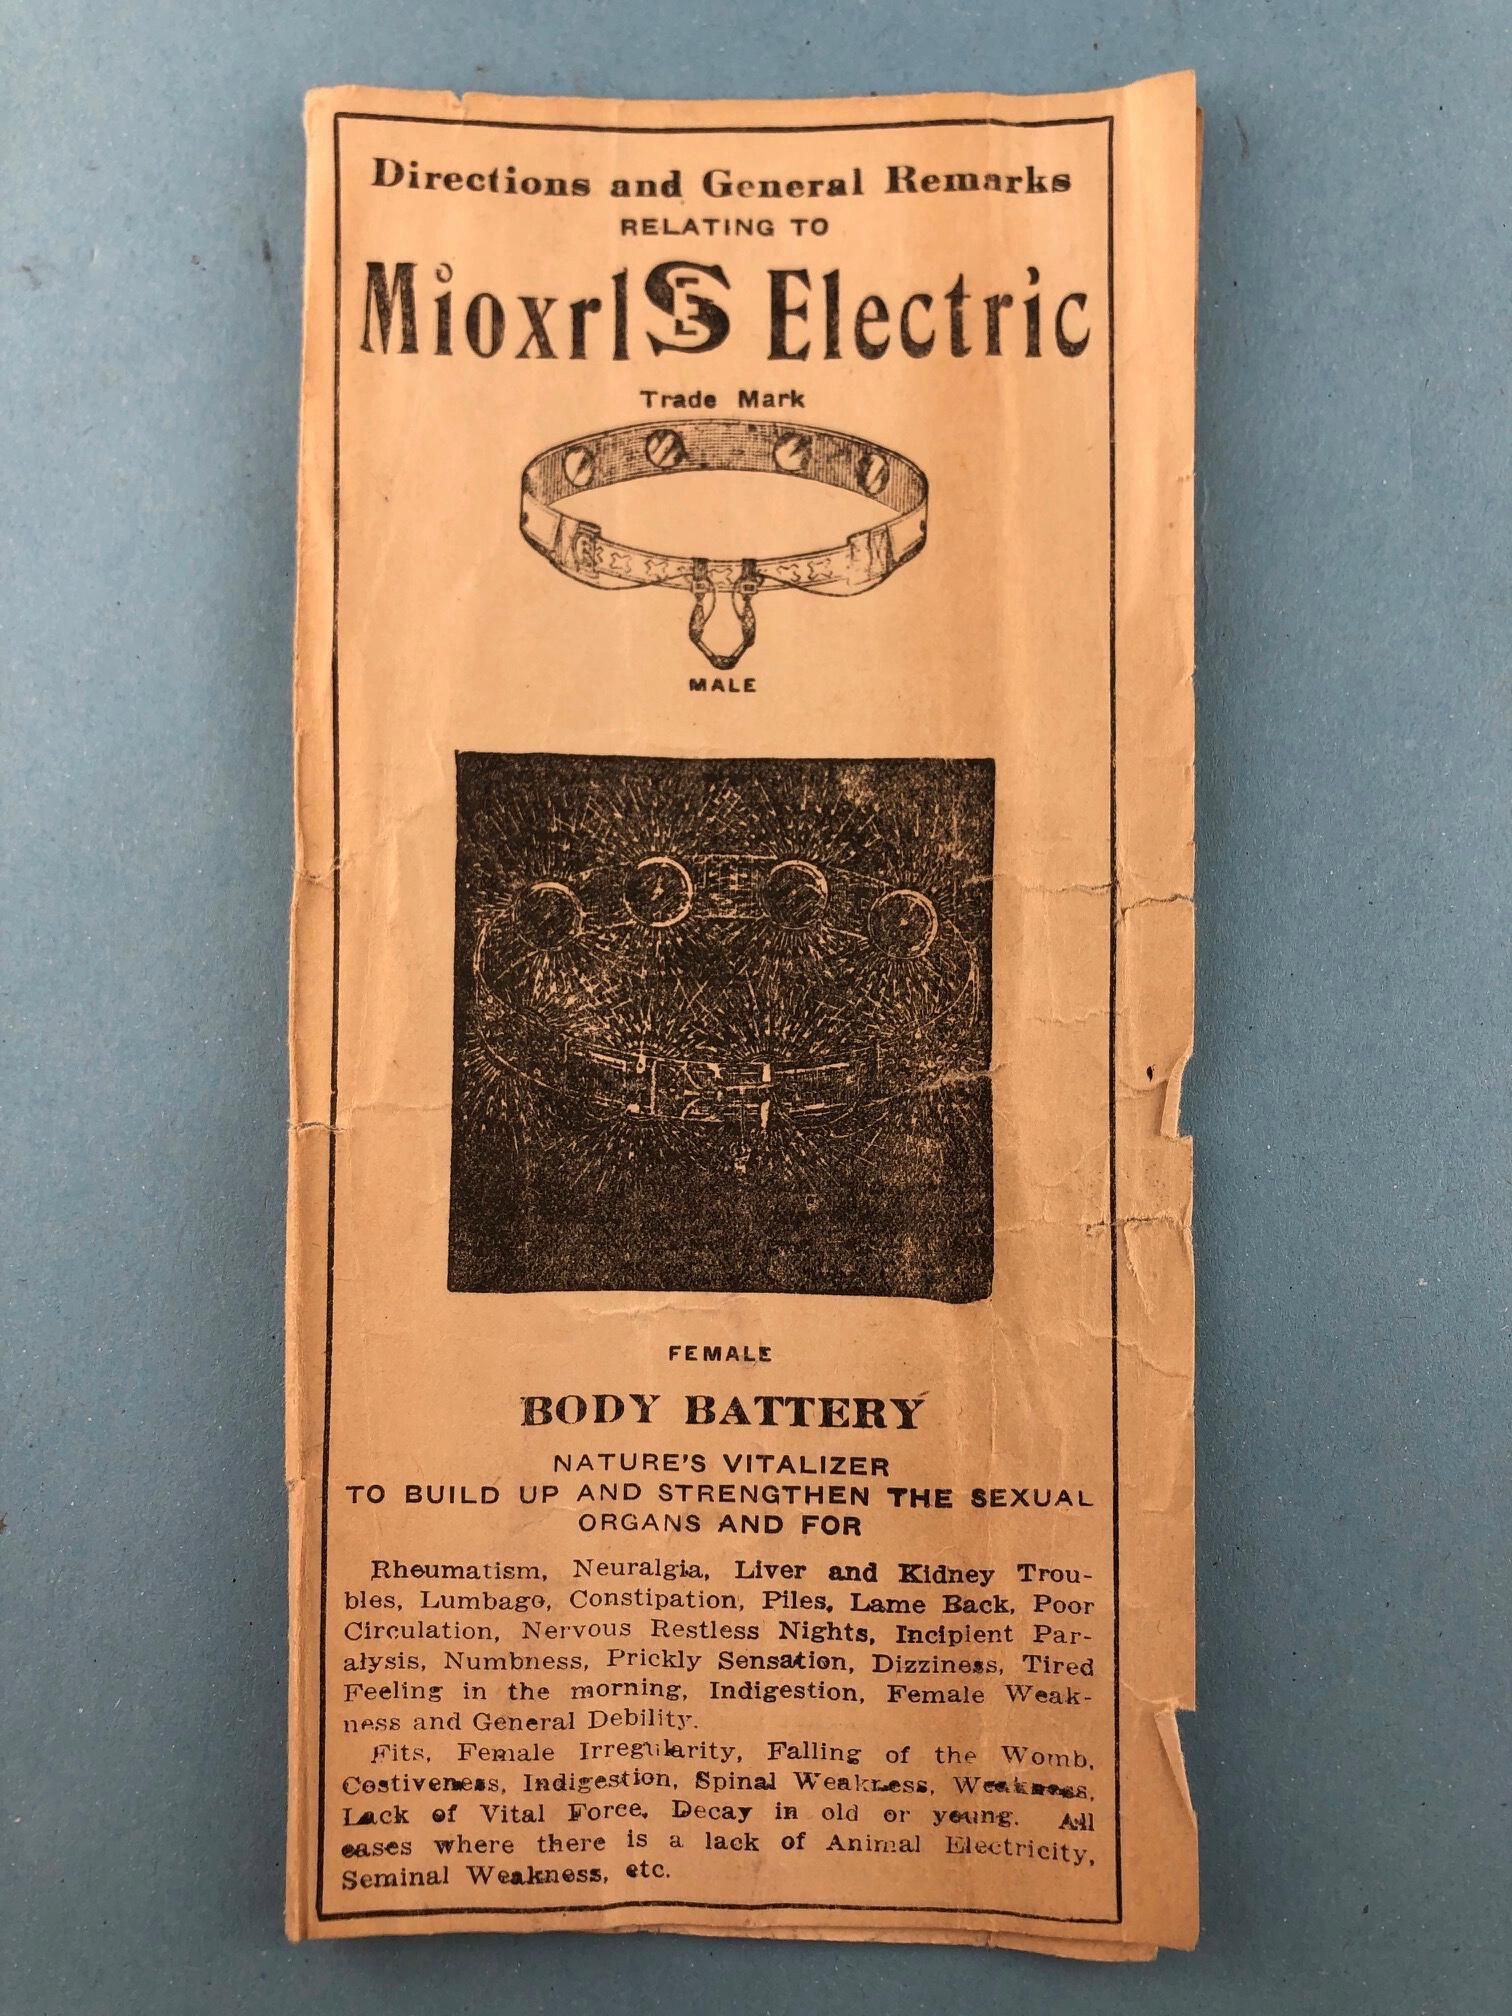 Directions and General Remarks
RELATING TO
MioxrlS Electric
Trade Mark
MALE
FEMALE
BODY BATTERY
NATURE'S VITALIZER
TO BUILD UP AND STRENGTHEN THE SEXUAL
ORGANS AND FOR
Rheumatism, Neuralgia, Liver and Kidney Trou-
bles, Lumbago, Constipation, Piles, Lame Back, Poor
Circulation, Nervous Restless Nights, Incipient Par-
alysis, Numbness, Prickly Sensation, Dizziness, Tired
Feeling in the morning, Indigestion, Female Weak-
ness and General Debility.
Fits, Female Irregularity, Falling of the Womb,
Costiveness, Indigestion, Spinal Weakness, Weakness,
Lack of Vital Force, Decay in old or young. All
cases where there is a lack of Animal Electricity,
Seminal Weakness, etc.